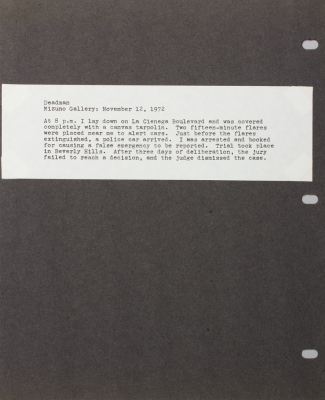 Deadman
Mizuno Gallery: November 12, 1972
At 8 p.m. I lay down on La Cienega Boulevard and was covered
completely with a canvas tarpolin. Two fifteen-minute flares
were placed near me to alert cars. Just before the flares
extinguished, a police car arrived. I was arrested and booked
for causing a false emergency to be reported. Trial took place
in Beverly Hills. After three days of deliberation, the jury
failed to reach a decision, and the judge dismissed the case.